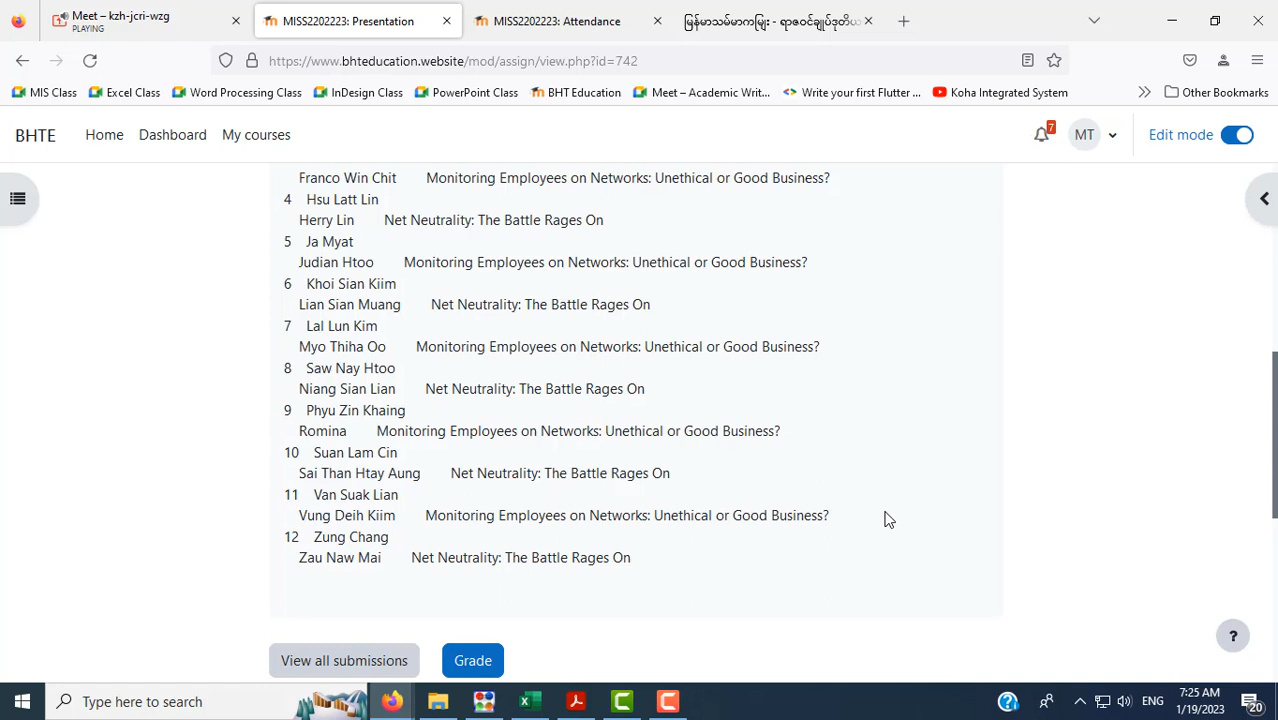 Meet – kzh-jcri-wzg
PLAYING
MISS2202223: Presentation
MISS2202223: Attendance
မြန်မာသမ်မာကမြျး - ရာဇဝင်ချုပ်ဒုတိယ
https://www.bhteducation.website/mod/assign/view.php?id=742
MIS Class
Excel Class
Word Processing Class
InDesign Class
PowerPoint Class
BHT Education
Meet – Academic Writ...
Write your first Flutter ...
Koha Integrated System
Other Bookmarks
BHTE
Home
Dashboard
My courses
7
MT
Edit mode
Franco Win Chit Monitoring Employees on Networks: Unethical or Good Business?
4 Hsu Latt Lin
Herry Lin Net Neutrality: The Battle Rages On
5 Ja Myat
Judian Htoo Monitoring Employees on Networks: Unethical or Good Business?
6 Khoi Sian Kiim
Lian Sian Muang Net Neutrality: The Battle Rages On
7 Lal Lun Kim
Myo Thiha Oo Monitoring Employees on Networks: Unethical or Good Business?
8 Saw Nay Htoo
Niang Sian Lian Net Neutrality: The Battle Rages On
9 Phyu Zin Khaing
Romina Monitoring Employees on Networks: Unethical or Good Business?
10 Suan Lam Cin
Sai Than Htay Aung Net Neutrality: The Battle Rages On
11 Van Suak Lian
Vung Deih Kiim Monitoring Employees on Networks: Unethical or Good Business?
12 Zung Chang
Zau Naw Mai Net Neutrality: The Battle Rages On
View all submissions
Grade
?
Type here to search
ENG
7:25 AM
1/19/2023
20